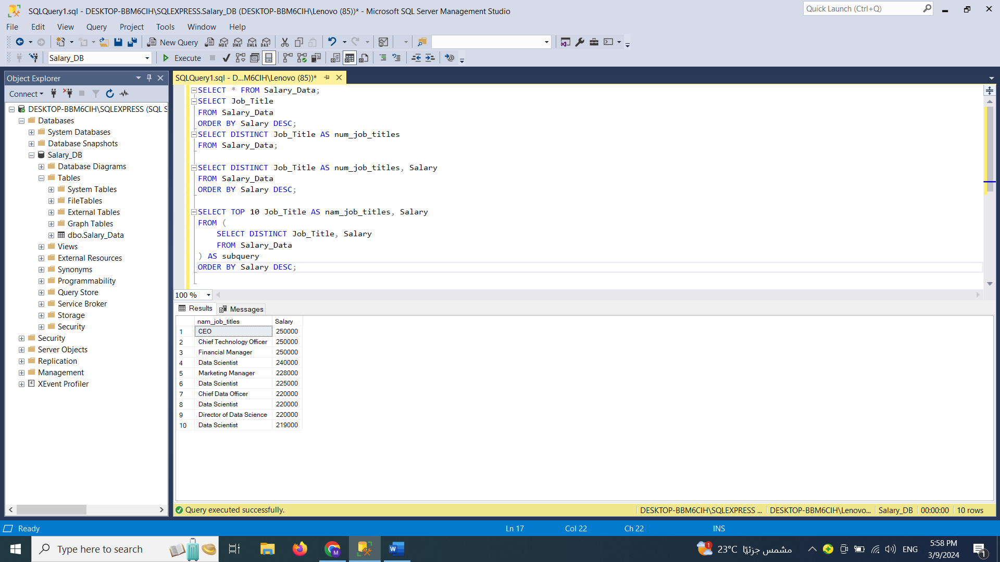 SQLQuery1.sql - DESKTOP-BBM6CIH\SQLEXPRESS.Salary_DB (DESKTOP-BBM6CIH\Lenovo (85))* - Microsoft SQL Server Management Studio
Quick Launch (Ctrl+Q)
File Edit View Query Project Tools Window Help
New Query
MDX DMX XMLA DAX
Salary_DB
Execute
Object Explorer
Connect
DESKTOP-BBM6CIH\SQLEXPRESS (SQL S
Databases
System Databases
Database Snapshots
Salary_DB
Database Diagrams
Tables
System Tables
FileTables
External Tables
Graph Tables
dbo.Salary_Data
Views
External Resources
Synonyms
Programmability
Query Store
Service Broker
Storage
Security
Security
Server Objects
Replication
Management
XEvent Profiler
SQLQuery1.sql - D...M6CIH\Lenovo (85))*
SELECT * FROM Salary_Data;
SELECT Job_Title
FROM Salary_Data
ORDER BY Salary DESC;
SELECT DISTINCT Job_Title AS num_job_titles
FROM Salary_Data;
SELECT DISTINCT Job_Title AS num_job_titles, Salary
FROM Salary_Data
ORDER BY Salary DESC;
SELECT TOP 10 Job_Title AS nam_job_titles, Salary
FROM (
SELECT DISTINCT Job_Title, Salary
FROM Salary_Data
) AS subquery
ORDER BY Salary DESC;
100 %
Results Messages
nam_job_titles Salary
1 CEO 250000
2 Chief Technology Officer 250000
3 Financial Manager 250000
4 Data Scientist 240000
5 Marketing Manager 228000
6 Data Scientist 225000
7 Chief Data Officer 220000
8 Data Scientist 220000
9 Director of Data Science 220000
10 Data Scientist 219000
Query executed successfully.
DESKTOP-BBM6CIH\SQLEXPRESS ... DESKTOP-BBM6CIH\Lenovo... Salary_DB 00:00:00 10 rows
Ready
Ln 17 Col 22 Ch 22 INS
Type here to search
23°C مشمس جزئيًا
ENG
5:58 PM
3/9/2024